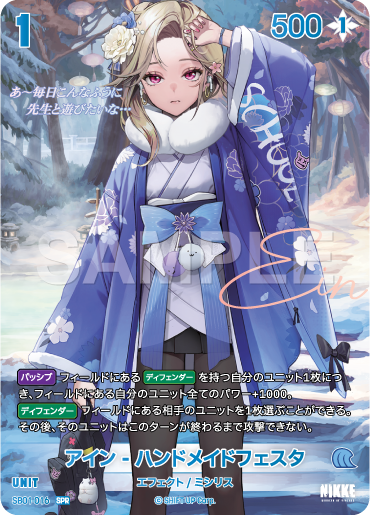 1
500 1
あ～毎日こんなふうに
先生と遊びたいな…
SCHUUL
SAMPLE
Ein
パッシブ フィールドにある ディフェンダー を持つ自分のユニット1枚につ
き、フィールドにある自分のユニット全てのパワー+1000。
ディフェンダー フィールドにある相手のユニットを1枚選ぶことができる。
その後、そのユニットはこのターンが終わるまで攻撃できない。
アイン - ハンドメイドフェスタ
UNIT
エフェクト / ミシリス
SB01-016 SPR
© SHIFT UP Corp.
NIKKE